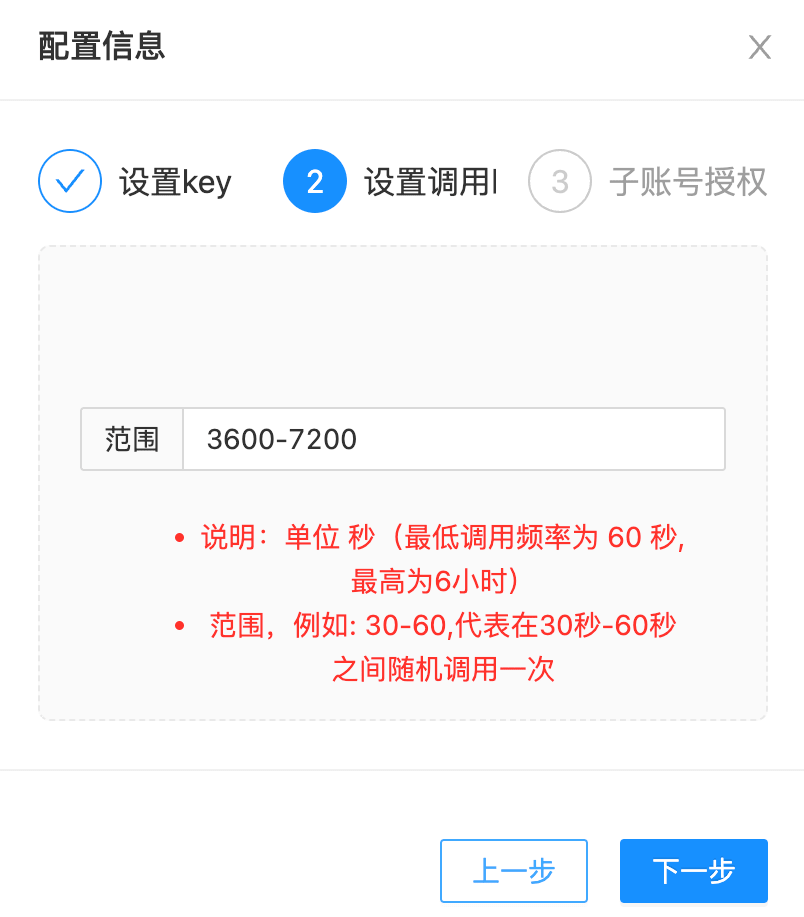 配置信息
设置key
2 设置调用
3 子账号授权
范围 3600-7200
• 说明：单位 秒（最低调用频率为 60 秒,
最高为6小时）
• 范围，例如: 30-60,代表在30秒-60秒
之间随机调用一次
上一步 下一步